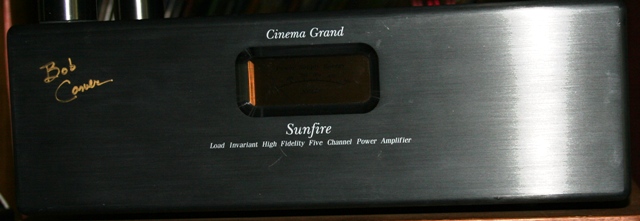 Cinema Grand
Bob
Carver
Sunfire
Load Invariant High Fidelity Five Channel Power Amplifier